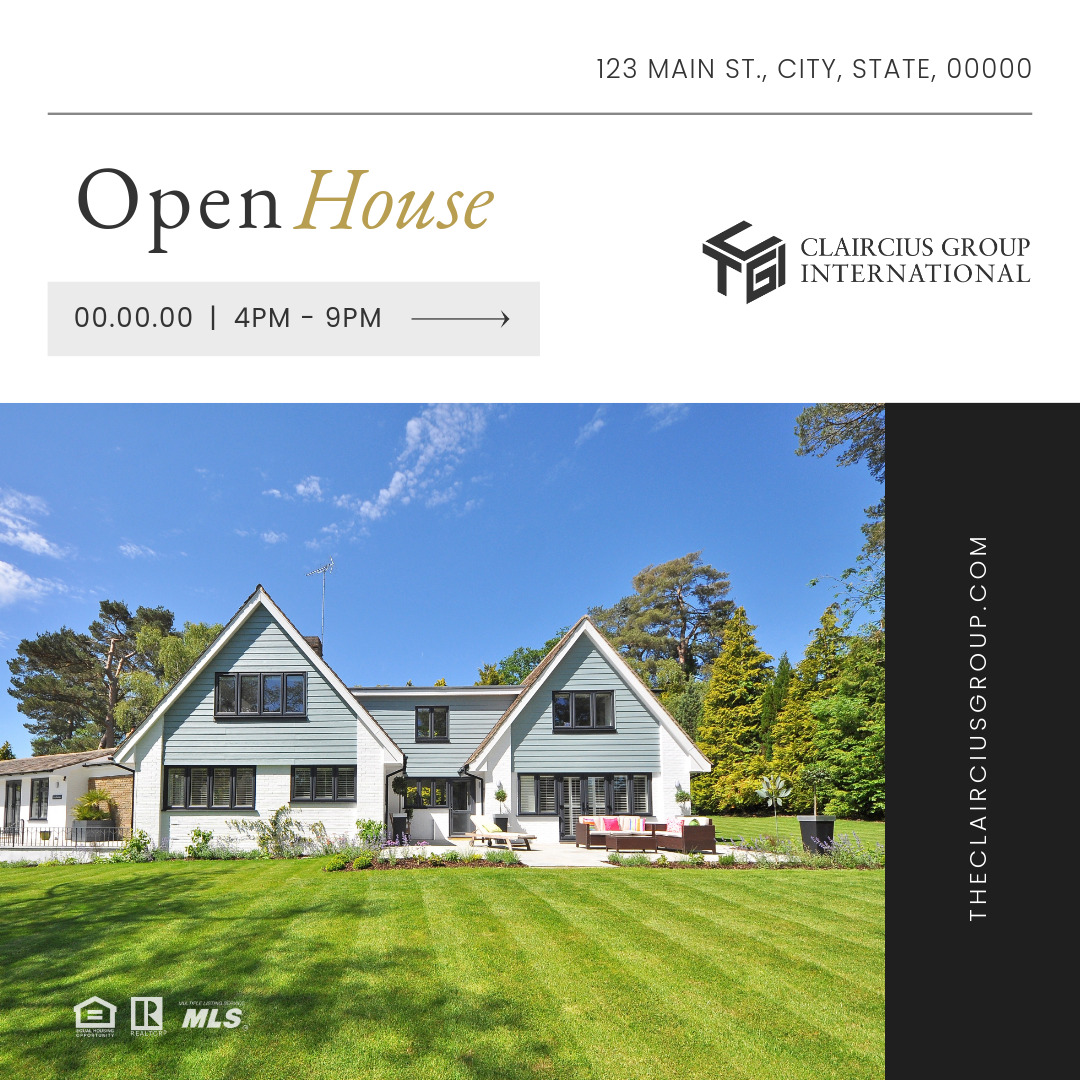 123 MAIN ST., CITY, STATE, 00000
Open House
CLAIRCIUS GROUP
INTERNATIONAL
00.00.00 | 4PM - 9PM
THECLAIRCIUSGROUP.COM
EQUAL HOUSING
OPPORTUNITY
REALTOR®
MULTIPLE LISTING SERVICE
MLS